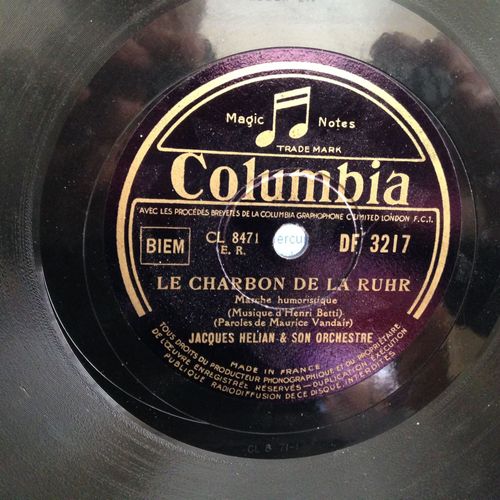 Magic Notes
TRADE MARK
Columbia
AVEC LES PROCÉDÉS BREVETÉS DE LA COLUMBIA GRAPHOPHONE C° LIMITED LONDON F.C.1.
BIEM
CL 8471
E. R.
ercu
DF 3217
LE CHARBON DE LA RUHR
Marche humoristique
(Musique d'Henri Betti)
(Paroles de Maurice Vandair)
JACQUES HELIAN & SON ORCHESTRE
MADE IN FRANCE
TOUS DROITS DU PRODUCTEUR PHONOGRAPHIQUE ET DU PROPRIÉTAIRE
DE L'ŒUVRE ENREGISTRÉE RÉSERVÉS–DUPLICATION, EXÉCUTION
PUBLIQUE RADIODIFFUSION DE CE DISQUE INTERDITES